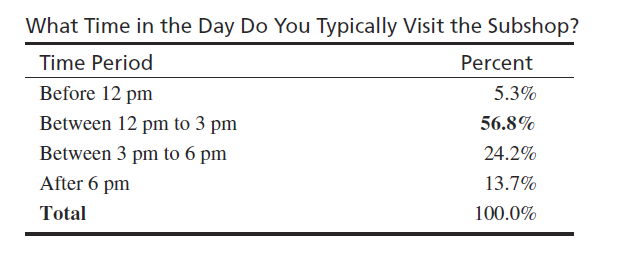 What Time in the Day Do You Typically Visit the Subshop?
Time Period Percent
Before 12 pm 5.3%
Between 12 pm to 3 pm 56.8%
Between 3 pm to 6 pm 24.2%
After 6 pm 13.7%
Total 100.0%